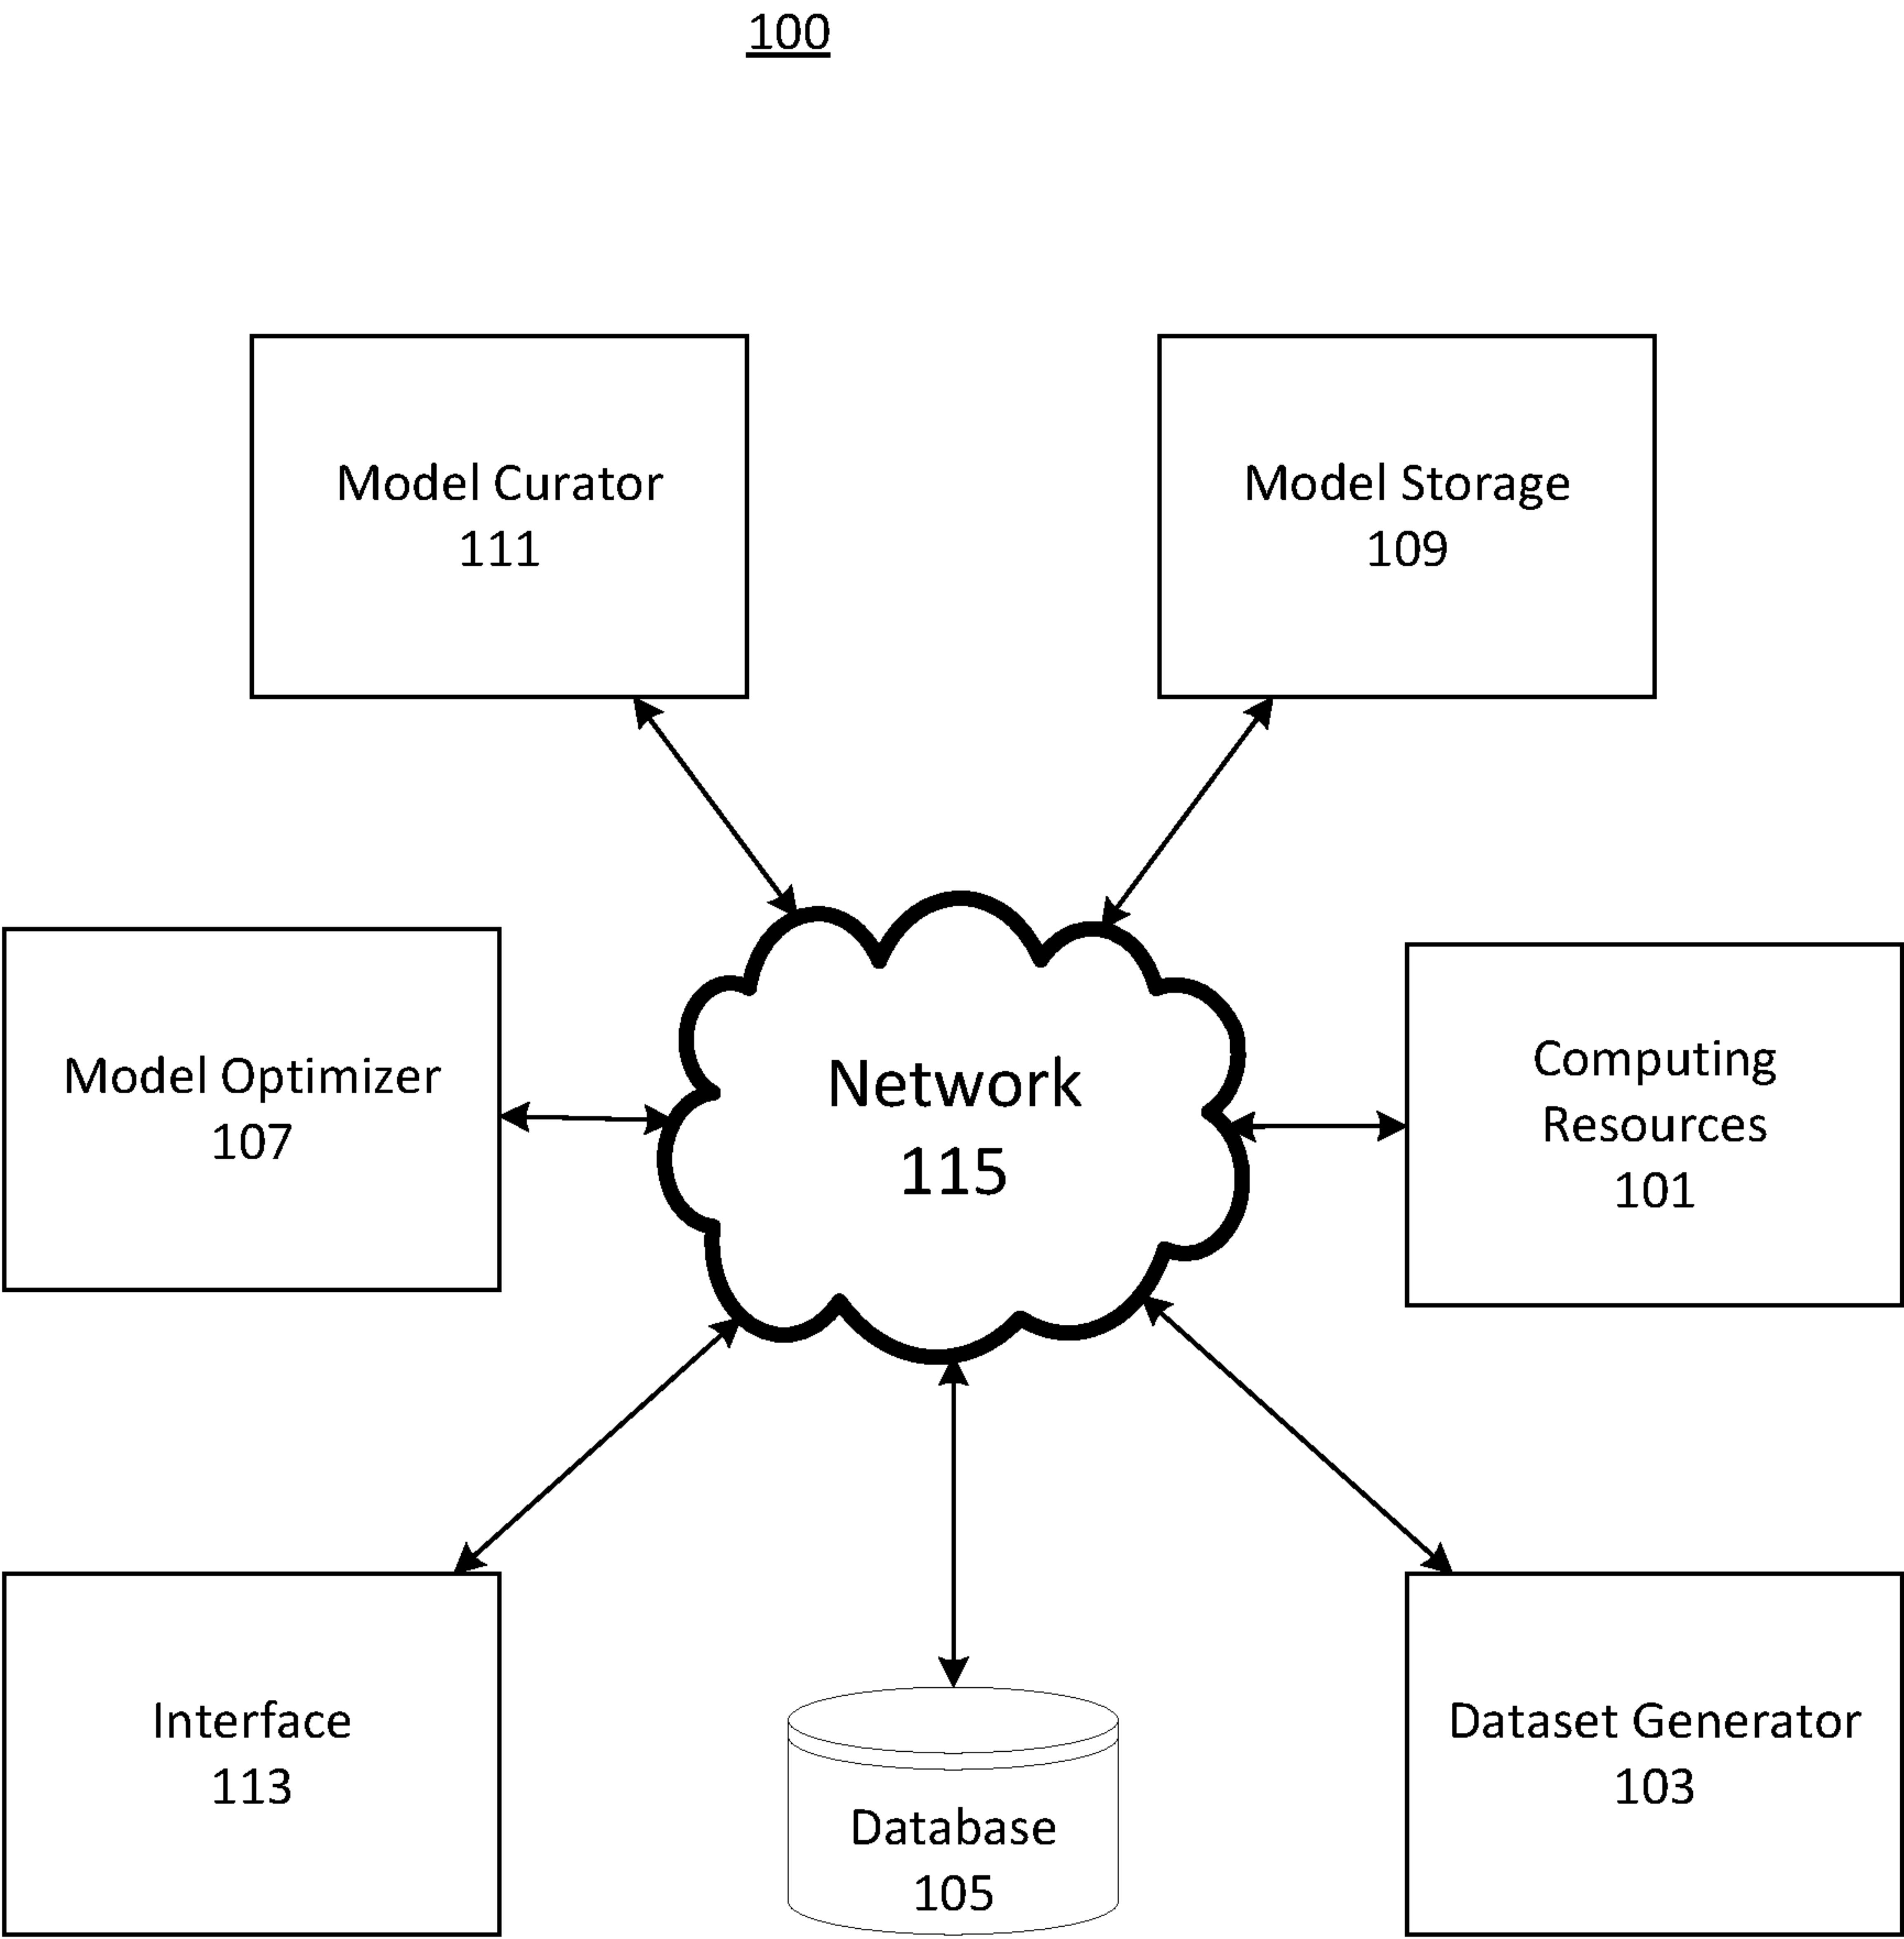 100
Model Curator
111
Model Storage
109
Model Optimizer
107
Network
115
Computing
Resources
101
Interface
113
Database
105
Dataset Generator
103